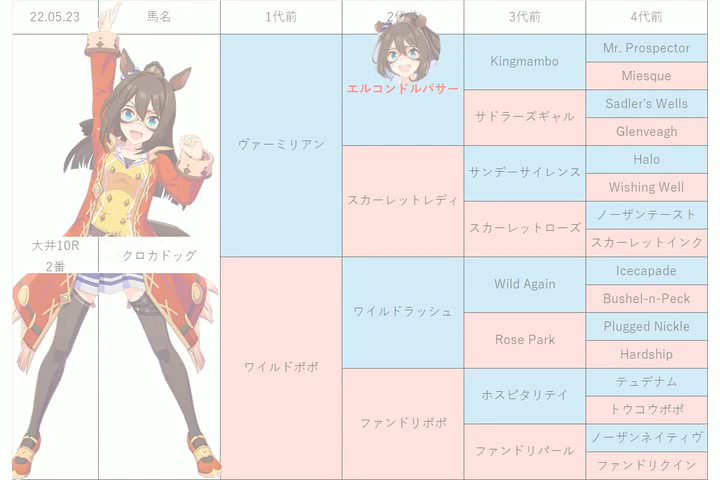 22.05.23 馬名 1代前 2代前 3代前 4代前
大井10R
2番
クロカドッグ
ヴァーミリアン
ワイルドポポ
エルコンドルパサー
スカーレットレディ
ワイルドラッシュ
ファンドリポポ
Kingmambo
サドラーズギャル
サンデーサイレンス
スカーレットローズ
Wild Again
Rose Park
ホスピタリテイ
ファンドリパール
Mr. Prospector
Miesque
Sadler's Wells
Glenveagh
Halo
Wishing Well
ノーザンテースト
スカーレットインク
Icecapade
Bushel-n-Peck
Plugged Nickle
Hardship
テュデナム
トウコウポポ
ノーザンネイティヴ
ファンドリクイン